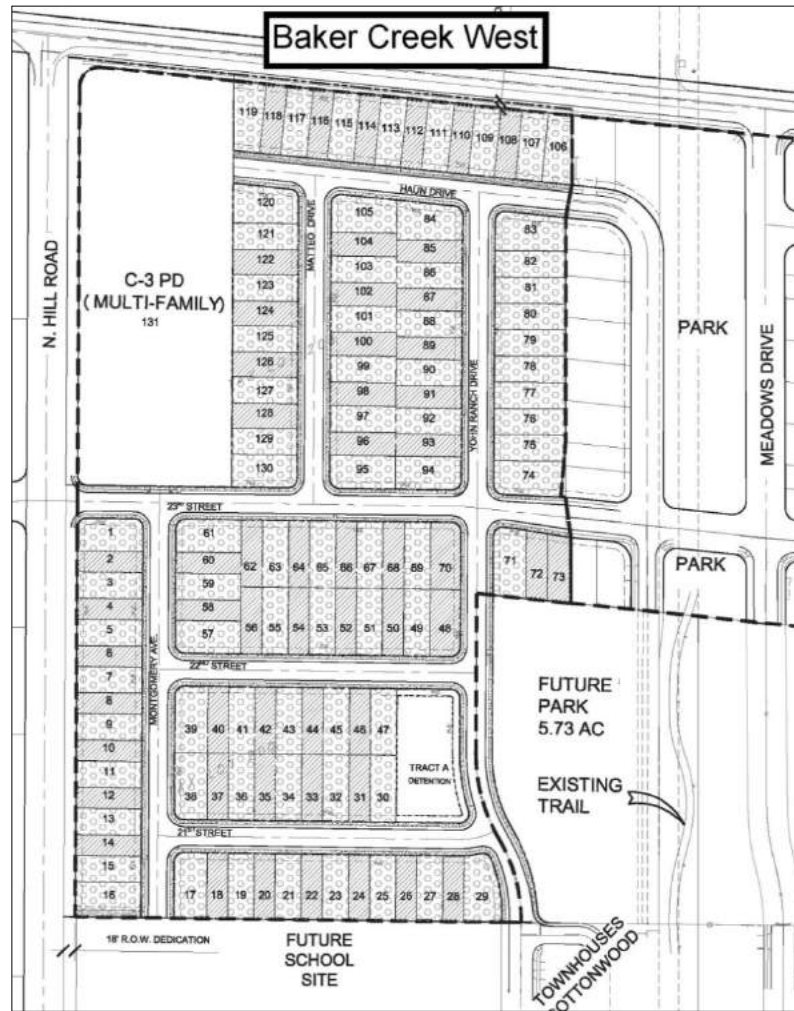 Baker Creek West
119 118 117 116 115 114 113 112 111 110 109 108 107 106
HAUN DRIVE
MATTEO DRIVE
YOHN RANCH DRIVE
N. HILL ROAD
MEADOWS DRIVE
C-3 PD
( MULTI-FAMILY)
131
PARK
120
121
122
123
124
125
126
127
128
129
130
105 84
104 85
103 86
102 87
101 88
100 89
99 90
98 91
97 92
96 93
95 94
83
82
81
80
79
78
77
76
75
74
23RD STREET
1
2
3
4
5
6
7
8
9
10
11
12
13
14
15
16
MONTGOMERY AVE.
61
60
59
58
57
62 63 64 65 66 67 68 69 70
56 55 54 53 52 51 50 49 48
71 72 73
PARK
22ND STREET
39 40 41 42 43 44 45 46 47
38 37 36 35 34 33 32 31 30
TRACT A
DETENTION
21ST STREET
17 18 19 20 21 22 23 24 25 26 27 28 29
FUTURE
PARK
5.73 AC
EXISTING
TRAIL
18' R.O.W. DEDICATION
FUTURE
SCHOOL
SITE
TOWNHOUSES
COTTONWOOD